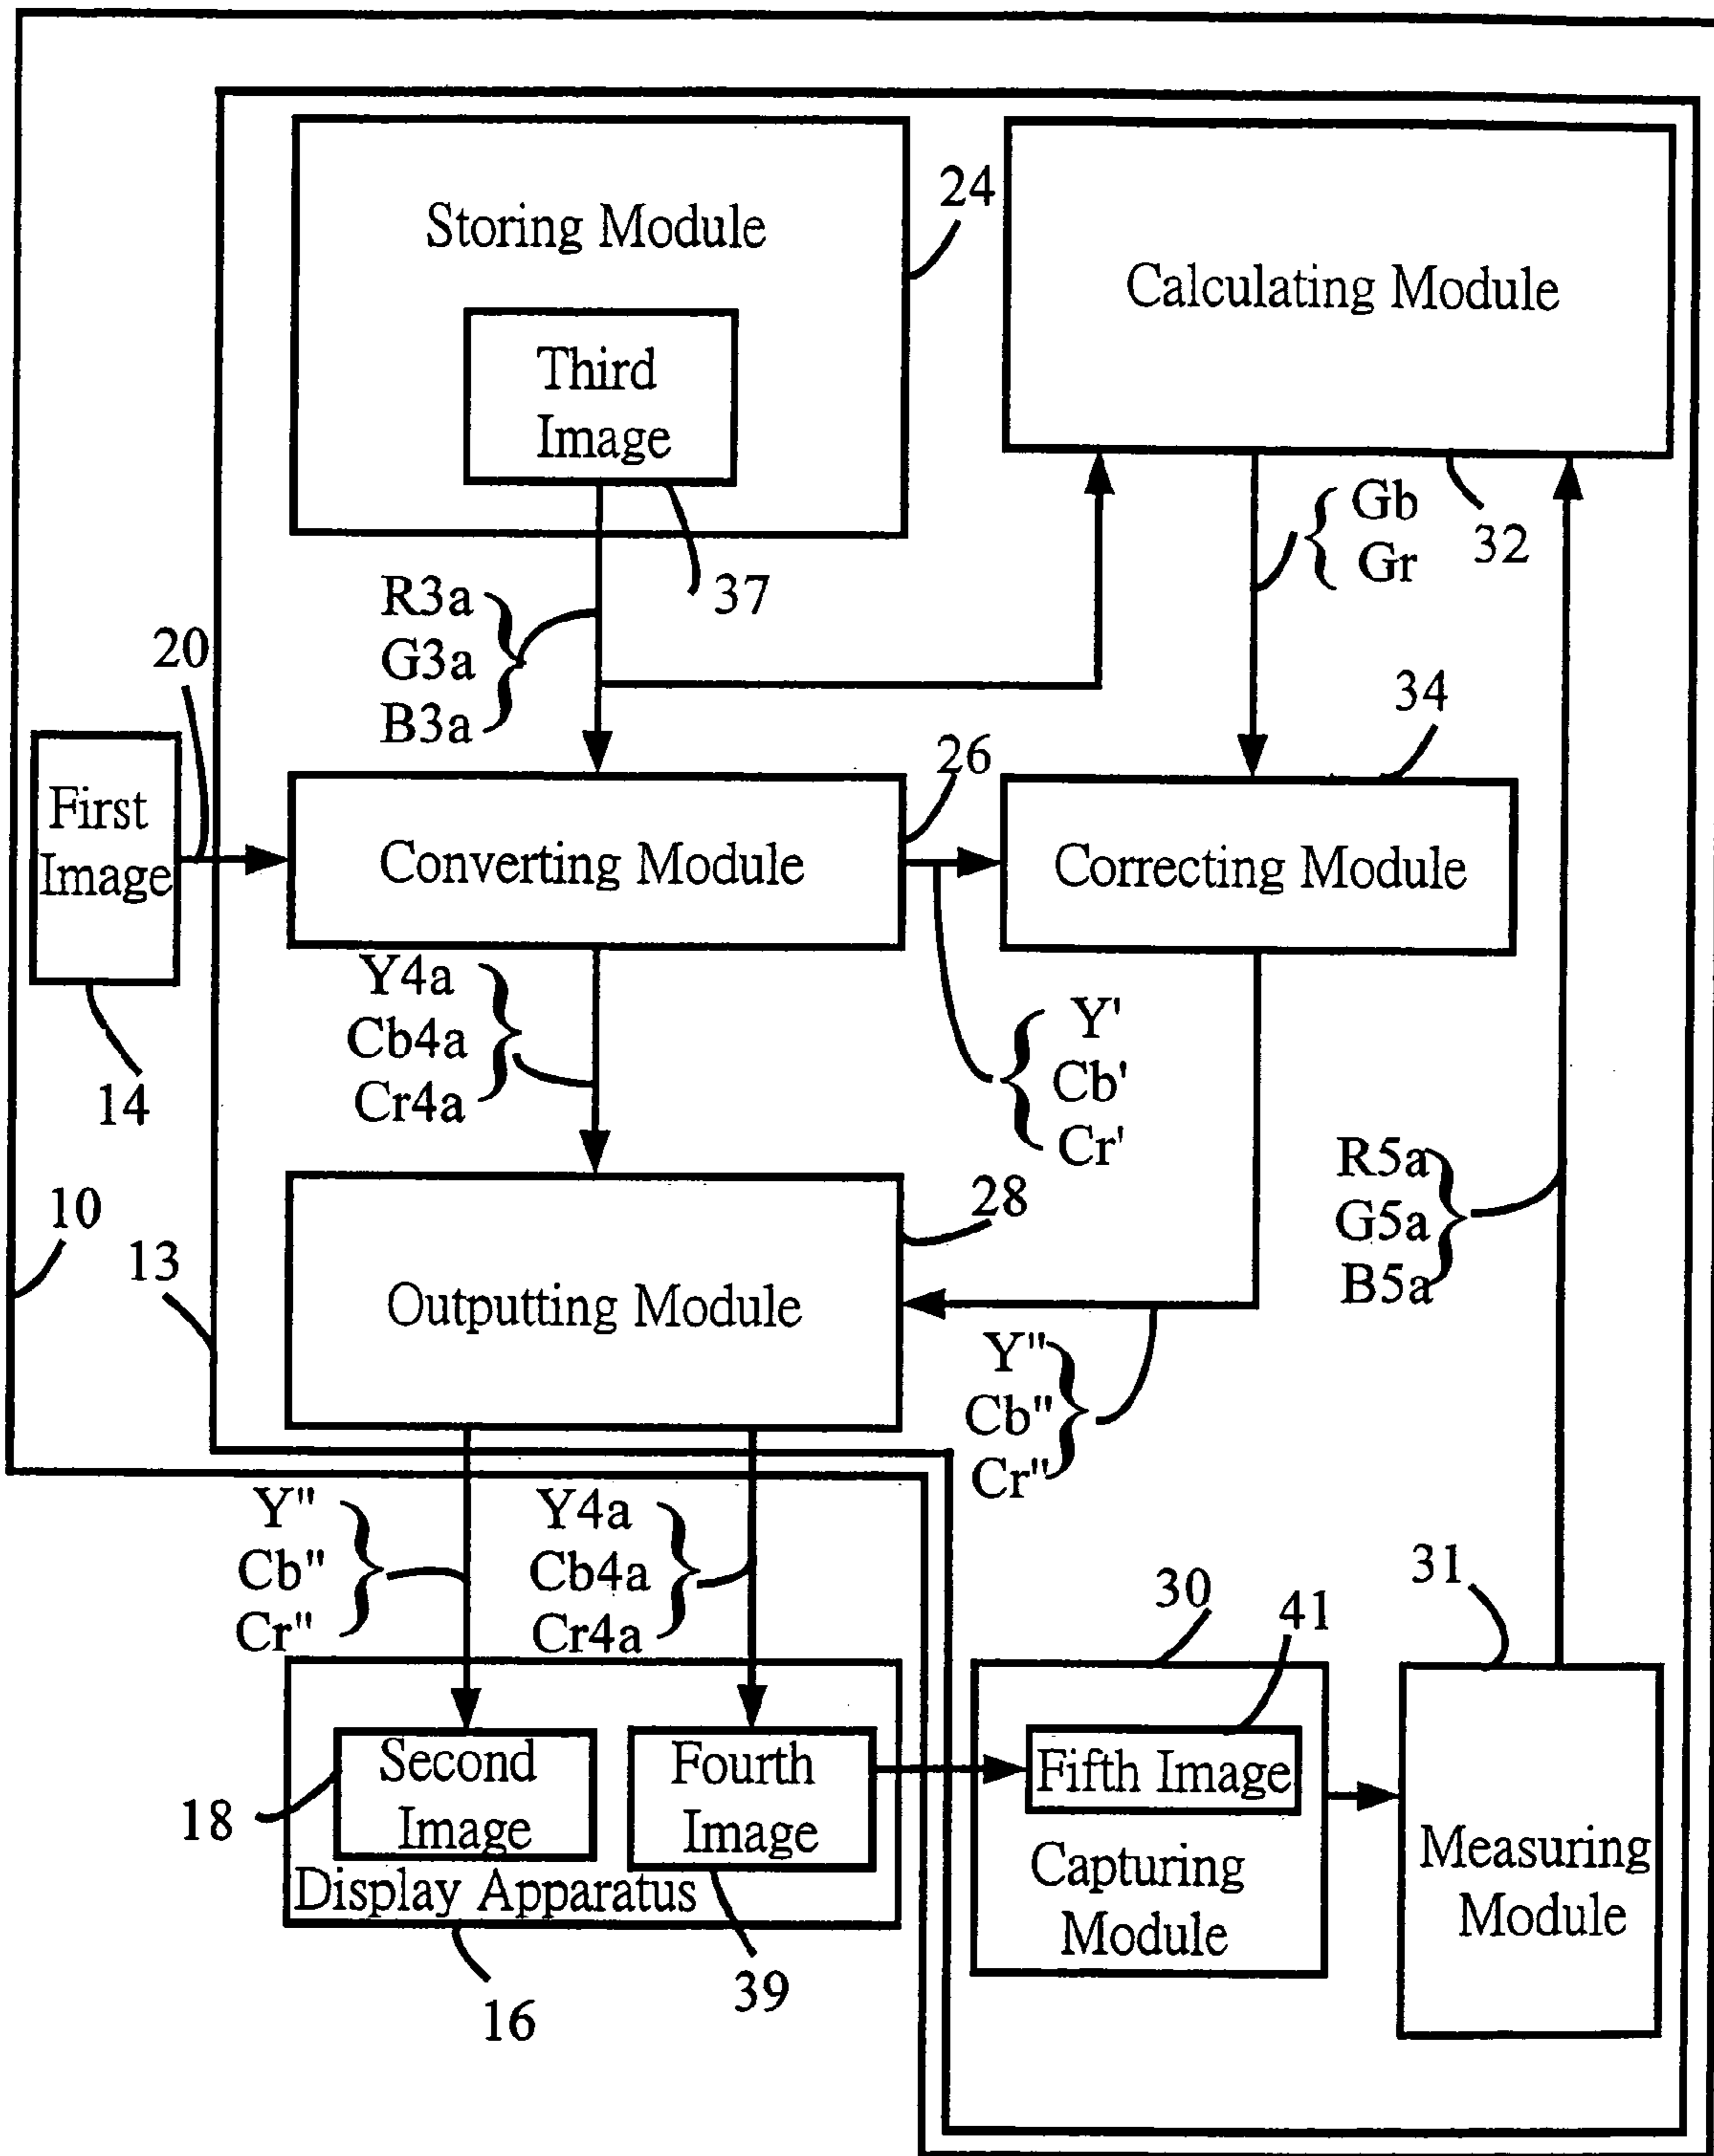 Storing Module
24
Calculating Module
Third
Image
Gb
Gr
32
37
R3a
G3a
B3a
20
34
26
First
Image
Converting Module
Correcting Module
14
Y4a
Cb4a
Cr4a
Y'
Cb'
Cr'
R5a
G5a
B5a
10
13
28
Outputting Module
Y"
Cb"
Cr"
Y"
Cb"
Cr"
Y4a
Cb4a
Cr4a
30
41
31
Second
Image
18
Fourth
Image
Fifth Image
Display Apparatus
Capturing
Module
Measuring
Module
39
16